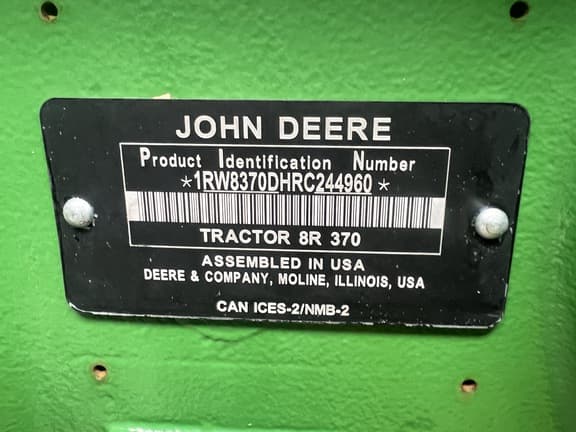 JOHN DEERE
Product Identification Number
*1RW8370DHRC244960*
TRACTOR 8R 370
ASSEMBLED IN USA
DEERE & COMPANY, MOLINE, ILLINOIS, USA
CAN ICES-2/NMB-2